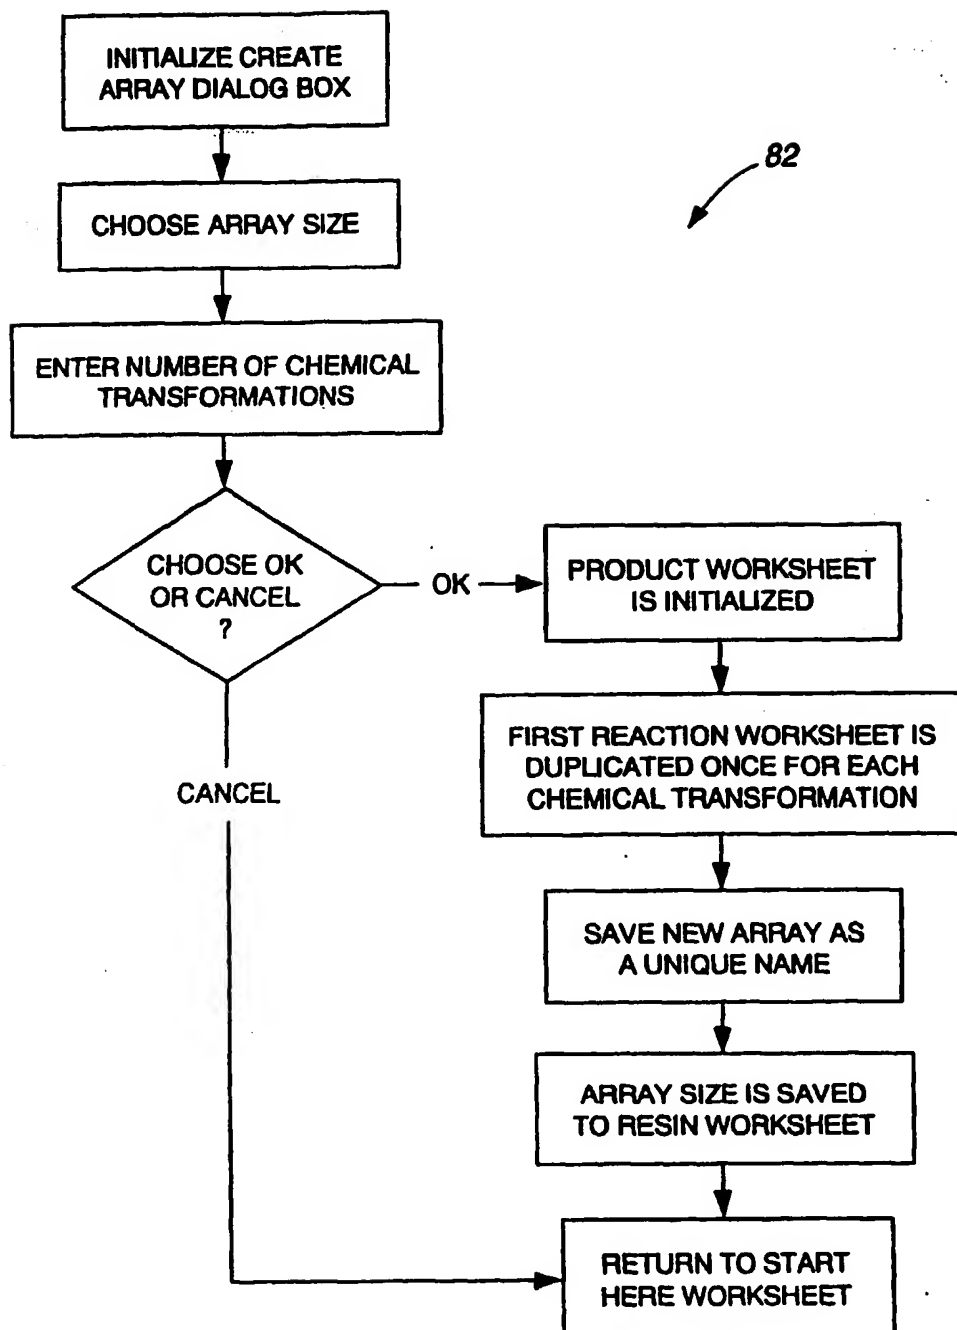 INITIALIZE CREATE
ARRAY DIALOG BOX
82
CHOOSE ARRAY SIZE
ENTER NUMBER OF CHEMICAL
TRANSFORMATIONS
CHOOSE OK
OR CANCEL
?
OK
PRODUCT WORKSHEET
IS INITIALIZED
FIRST REACTION WORKSHEET IS
DUPLICATED ONCE FOR EACH
CHEMICAL TRANSFORMATION
CANCEL
SAVE NEW ARRAY AS
A UNIQUE NAME
ARRAY SIZE IS SAVED
TO RESIN WORKSHEET
RETURN TO START
HERE WORKSHEET